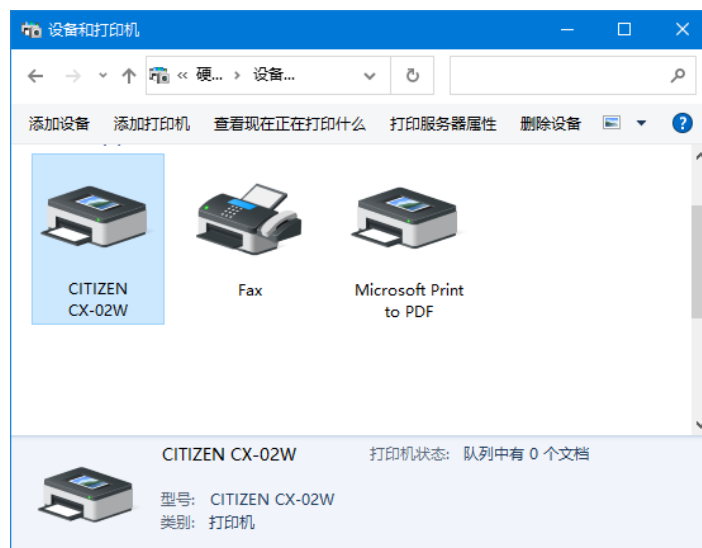 设备和打印机
« 硬... › 设备...
添加设备 添加打印机 查看现在正在打印什么 打印服务器属性 删除设备 ?
CITIZEN
CX-02W
Fax
Microsoft Print
to PDF
CITIZEN CX-02W 打印机状态: 队列中有 0 个文档
型号: CITIZEN CX-02W
类别: 打印机